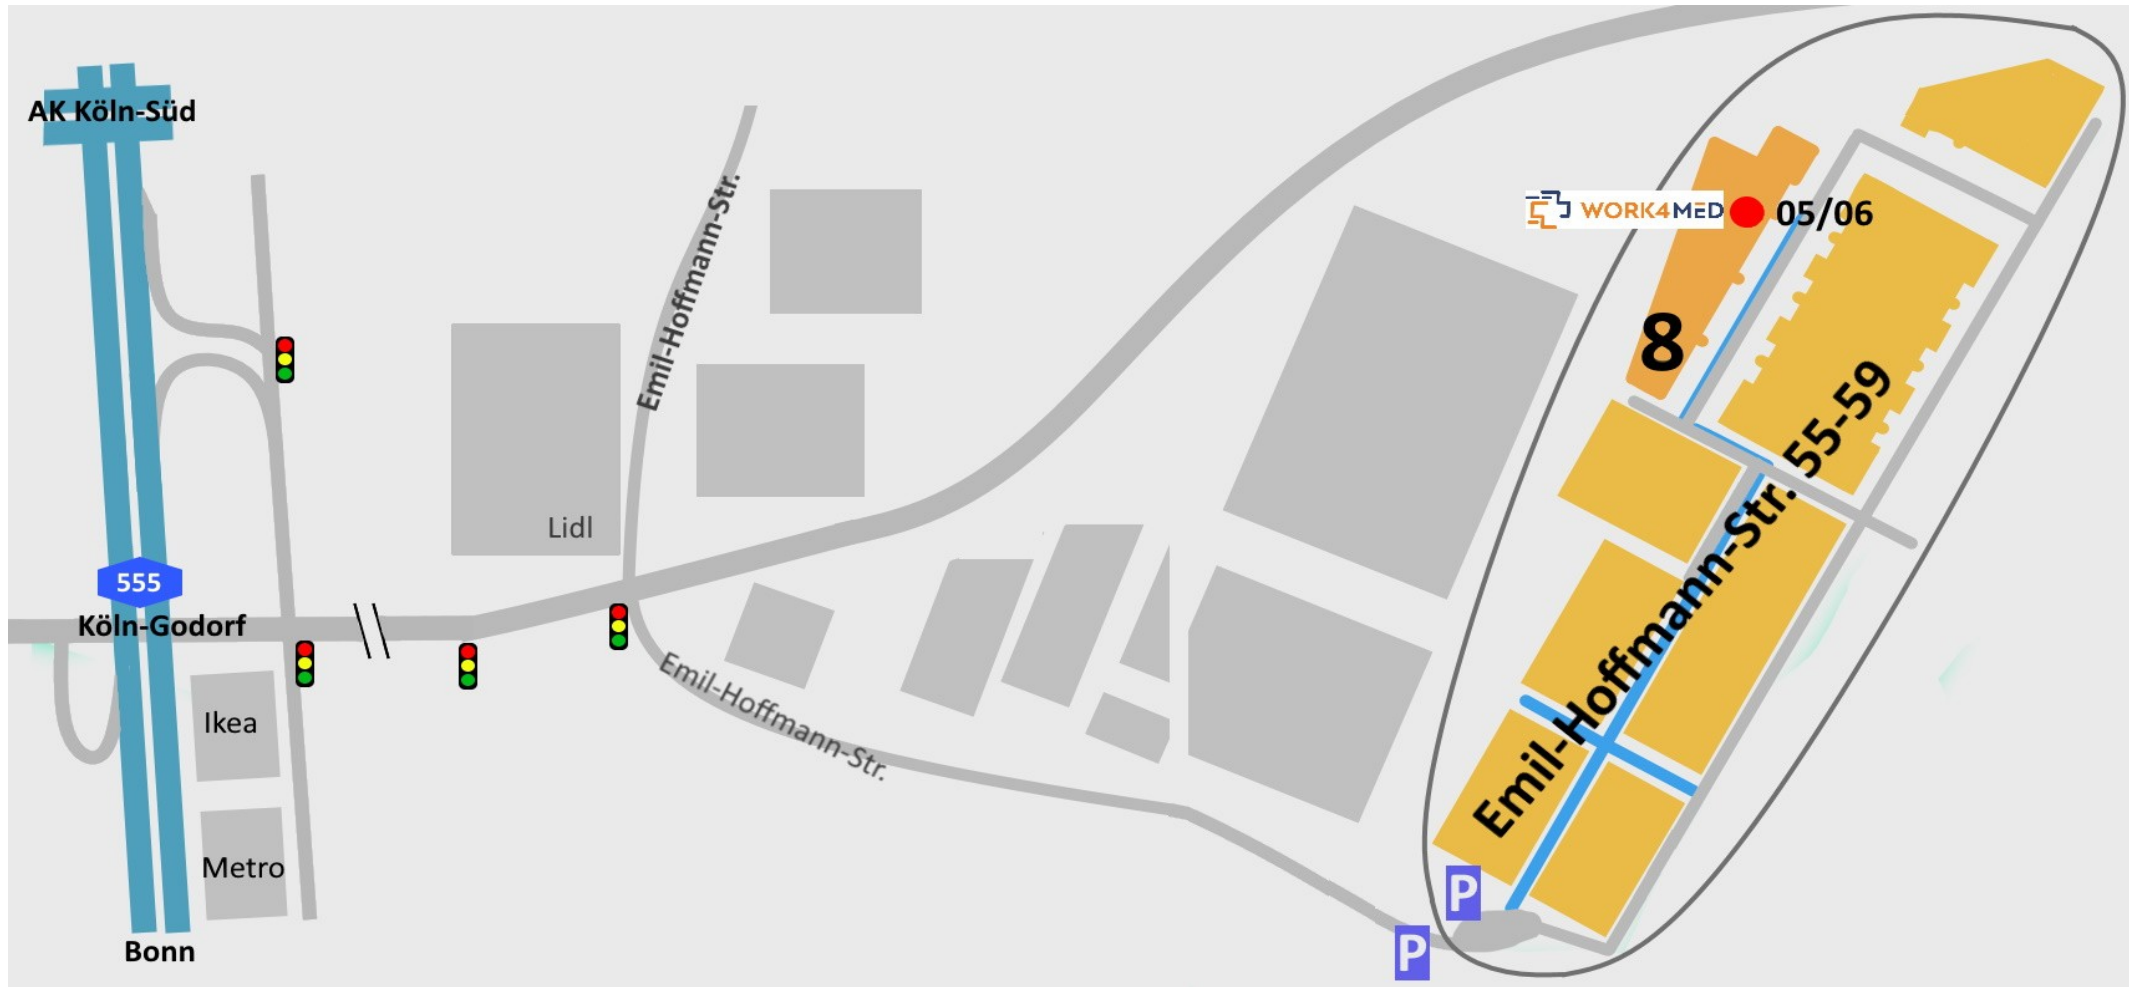 AK Köln-Süd
555
Köln-Godorf
Ikea
Metro
Bonn
Lidl
Emil-Hoffmann-Str.
Emil-Hoffmann-Str.
WORK4MED
05/06
8
Emil-Hoffmann-Str. 55-59
P
P